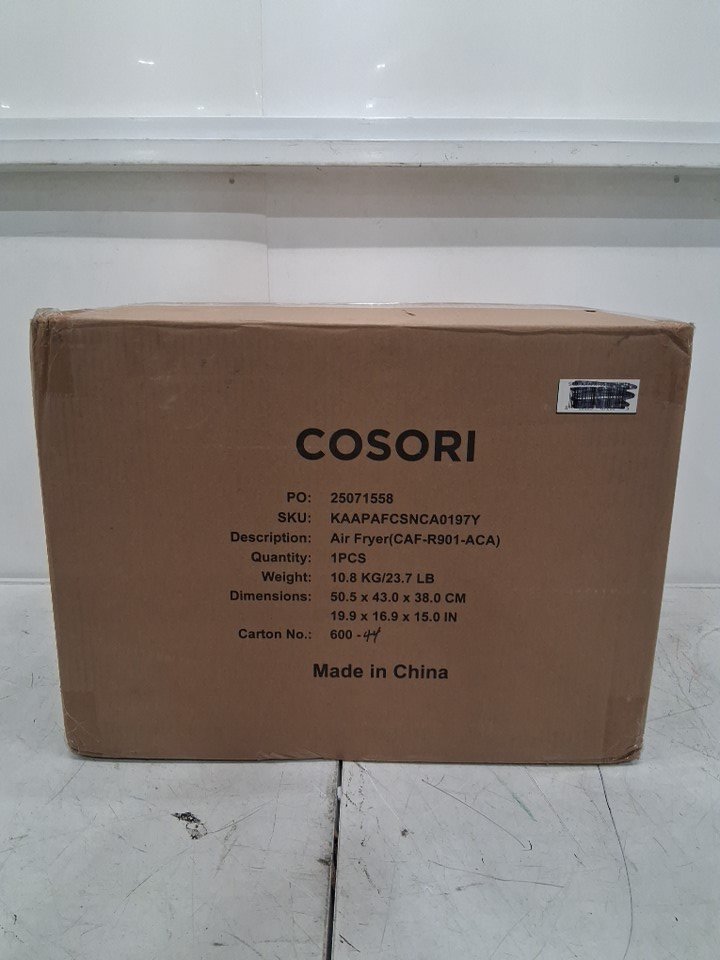 COSORI
PO: 25071558
SKU: KAAPAFCSNCA0197Y
Description: Air Fryer(CAF-R901-ACA)
Quantity: 1PCS
Weight: 10.8 KG/23.7 LB
Dimensions: 50.5 x 43.0 x 38.0 CM
19.9 x 16.9 x 15.0 IN
Carton No.: 600 - 44
Made in China